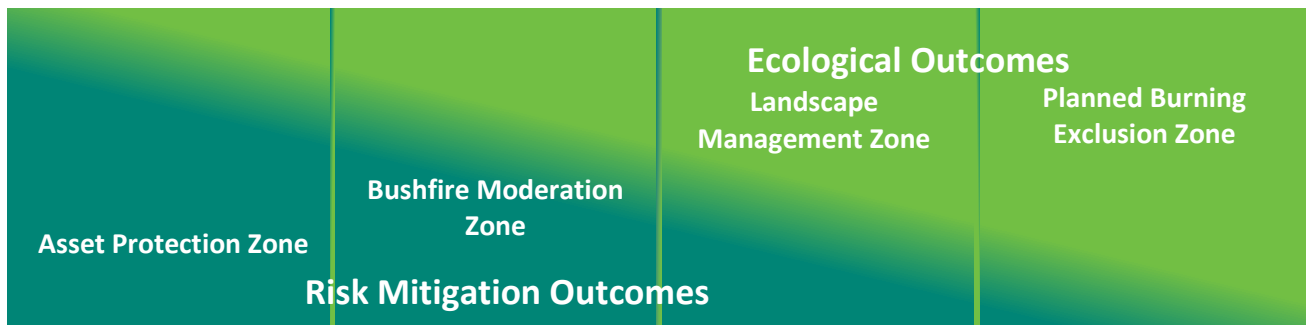 Ecological Outcomes
Landscape
Management Zone
Planned Burning
Exclusion Zone
Bushfire Moderation
Zone
Asset Protection Zone
Risk Mitigation Outcomes